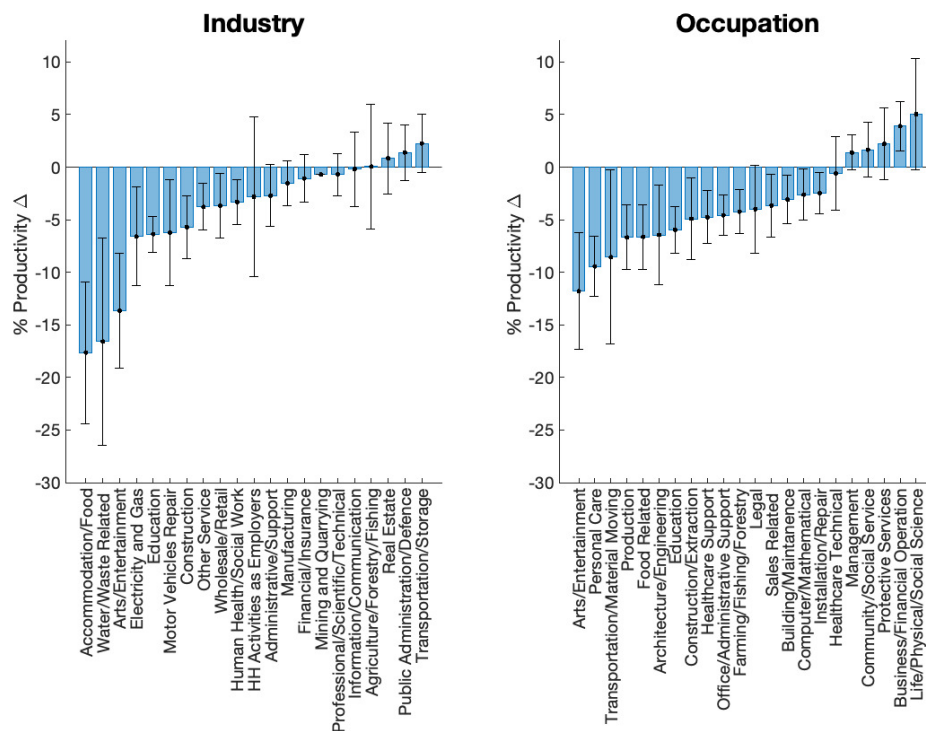 Industry
% Productivity Δ
10
5
0
-5
-10
-15
-20
-25
-30
Accommodation/Food
Water/Waste Related
Arts/Entertainment
Electricity and Gas
Education
Motor Vehicles Repair
Construction
Other Service
Wholesale/Retail
Human Health/Social Work
HH Activities as Employers
Administrative/Support
Manufacturing
Financial/Insurance
Mining and Quarrying
Professional/Scientific/Technical
Information/Communication
Agriculture/Forestry/Fishing
Real Estate
Public Administration/Defence
Transportation/Storage
Occupation
% Productivity Δ
10
5
0
-5
-10
-15
-20
-25
-30
Arts/Entertainment
Personal Care
Transportation/Material Moving
Production
Food Related
Architecture/Engineering
Education
Construction/Extraction
Healthcare Support
Office/Administrative Support
Farming/Fishing/Forestry
Legal
Sales Related
Building/Maintanence
Computer/Mathematical
Installation/Repair
Healthcare Technical
Management
Community/Social Service
Protective Services
Business/Financial Operation
Life/Physical/Social Science